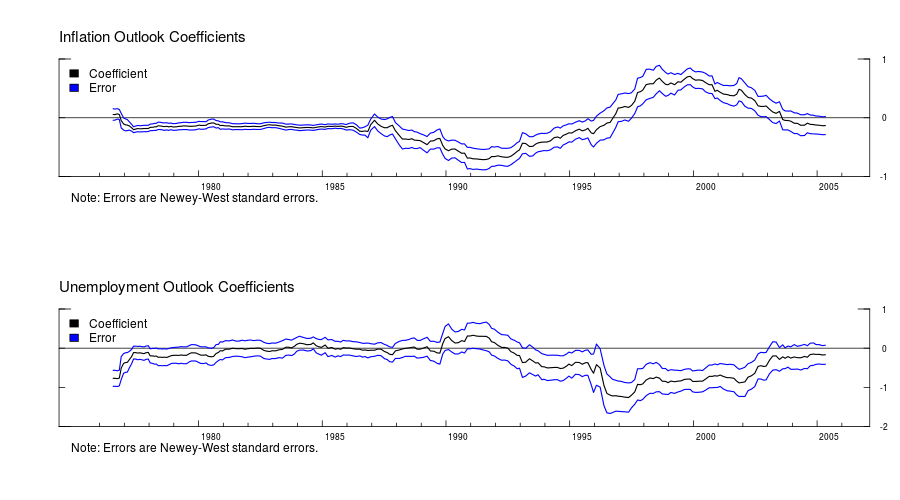 Inflation Outlook Coefficients
1
Coefficient
Error
0
-1
1980 1985 1990 1995 2000 2005
Note: Errors are Newey-West standard errors.
Unemployment Outlook Coefficients
1
Coefficient
Error
0
-1
-2
1980 1985 1990 1995 2000 2005
Note: Errors are Newey-West standard errors.